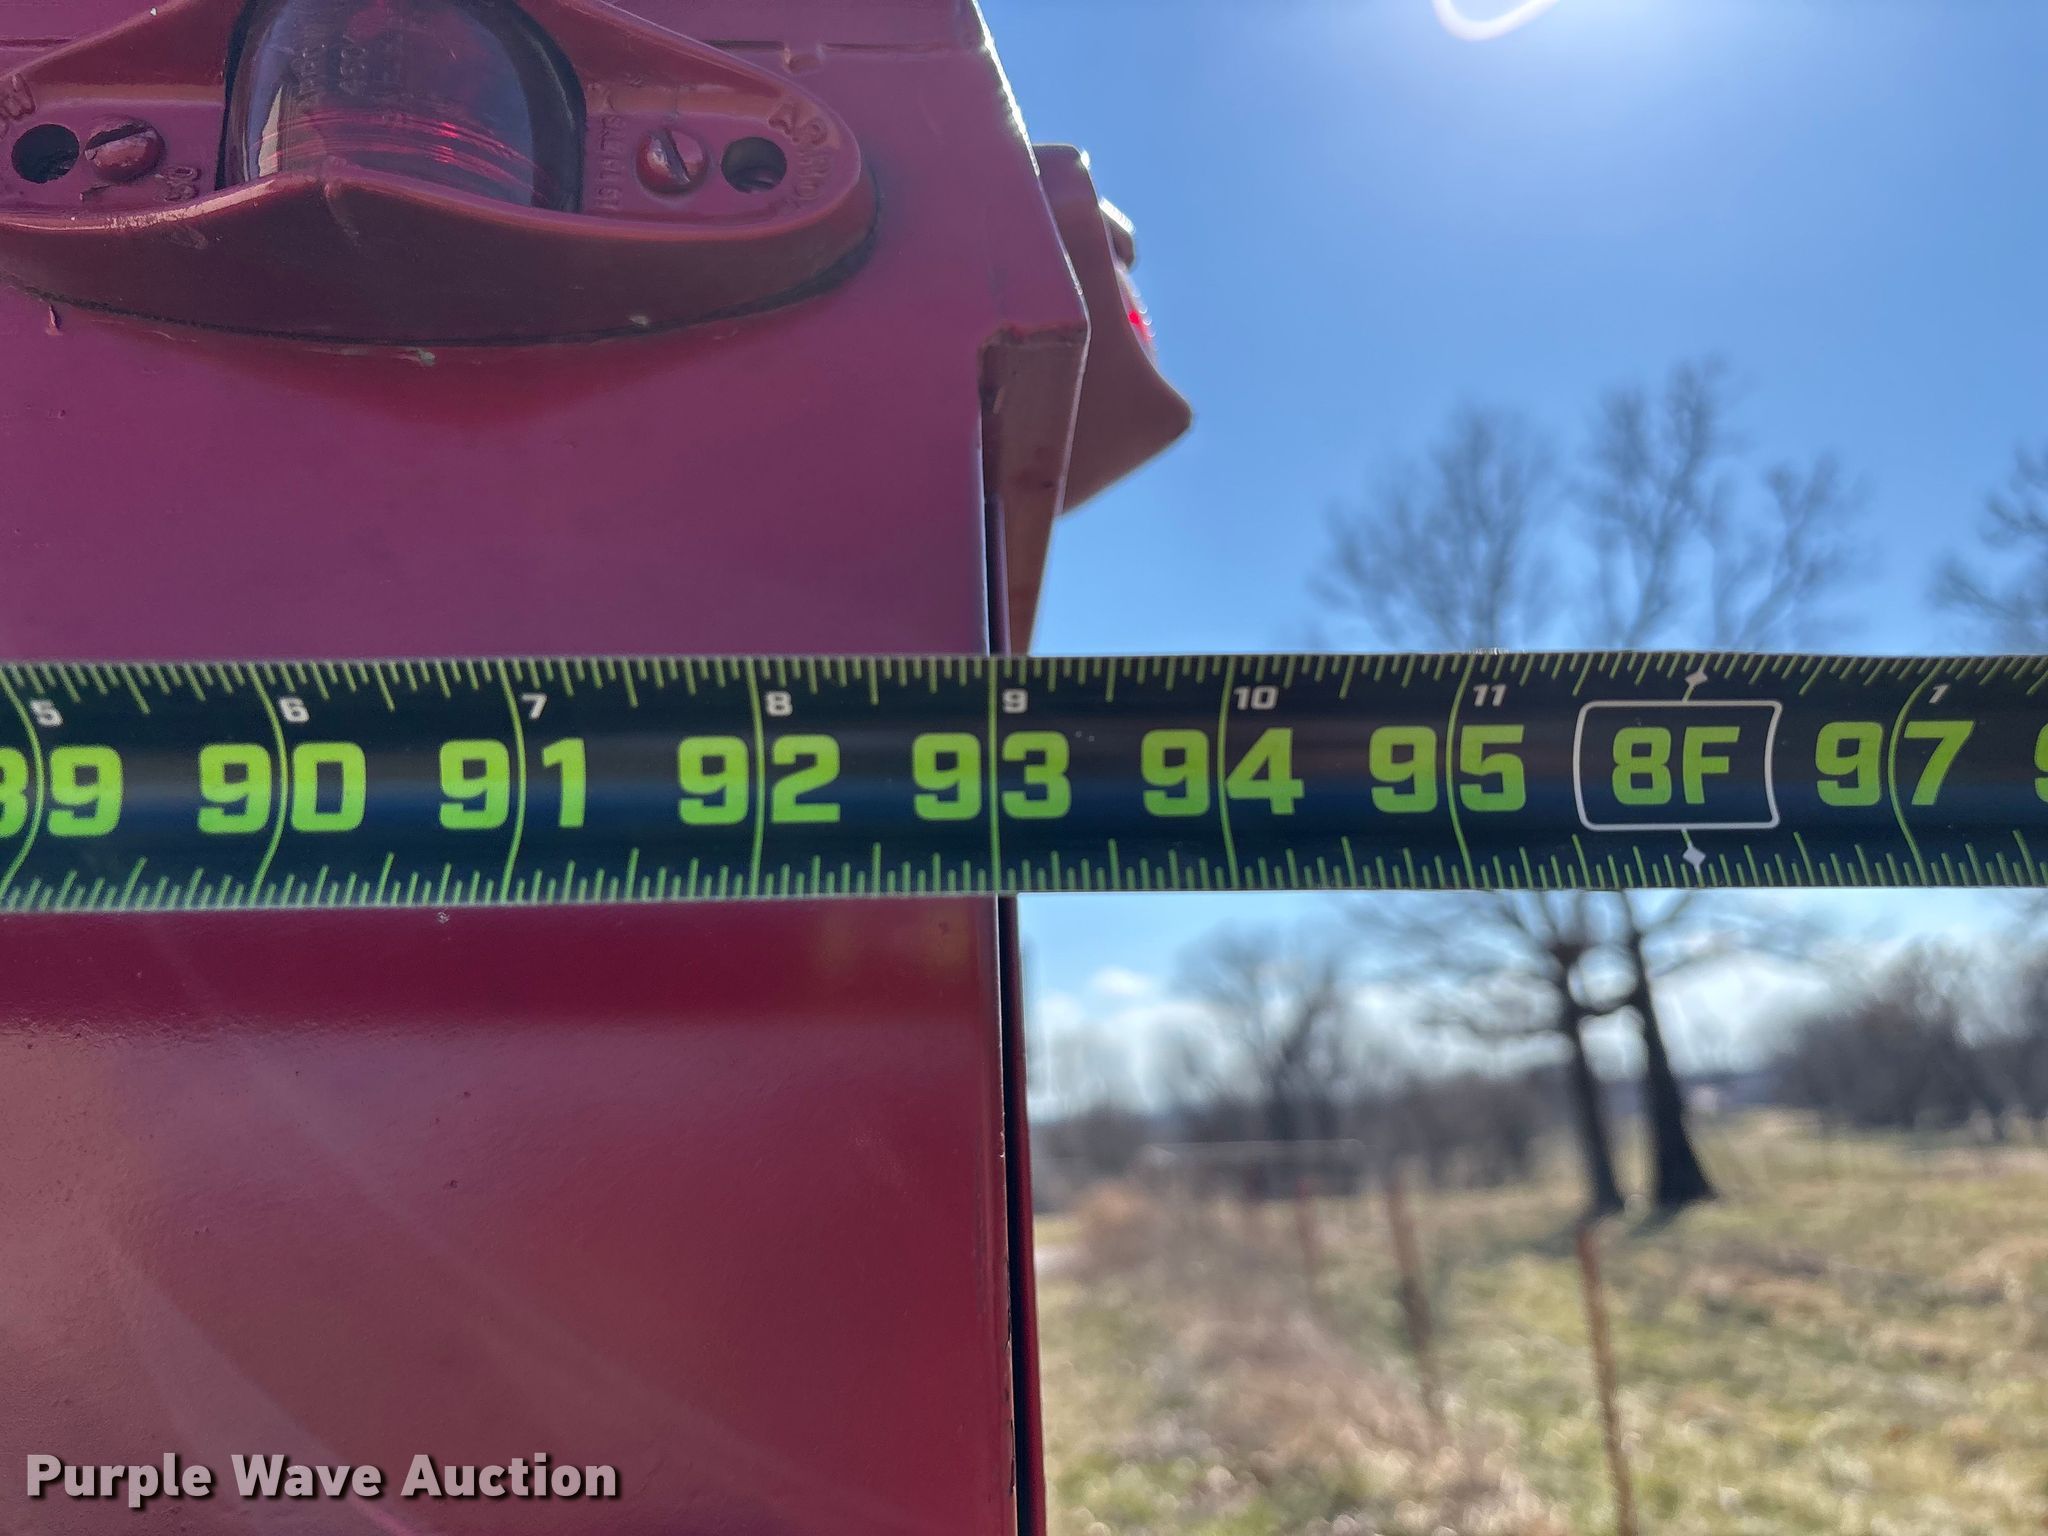 ARROW
5 6 7 8 9 10 11 1
89 90 91 92 93 94 95 8F 97
Purple Wave Auction